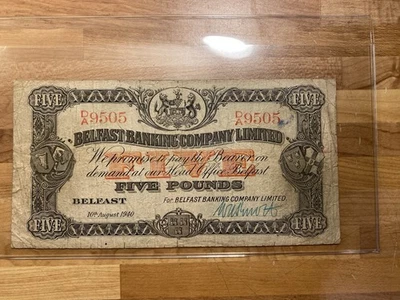 FIVE FIVE
D/A 9505 D/A 9505
BELFAST BANKING COMPANY LIMITED
We promise to pay the Bearer on
demand at our Head Office Belfast
FIVE POUNDS
BELFAST For BELFAST BANKING COMPANY LIMITED.
10th August 1940
FIVE FIVE